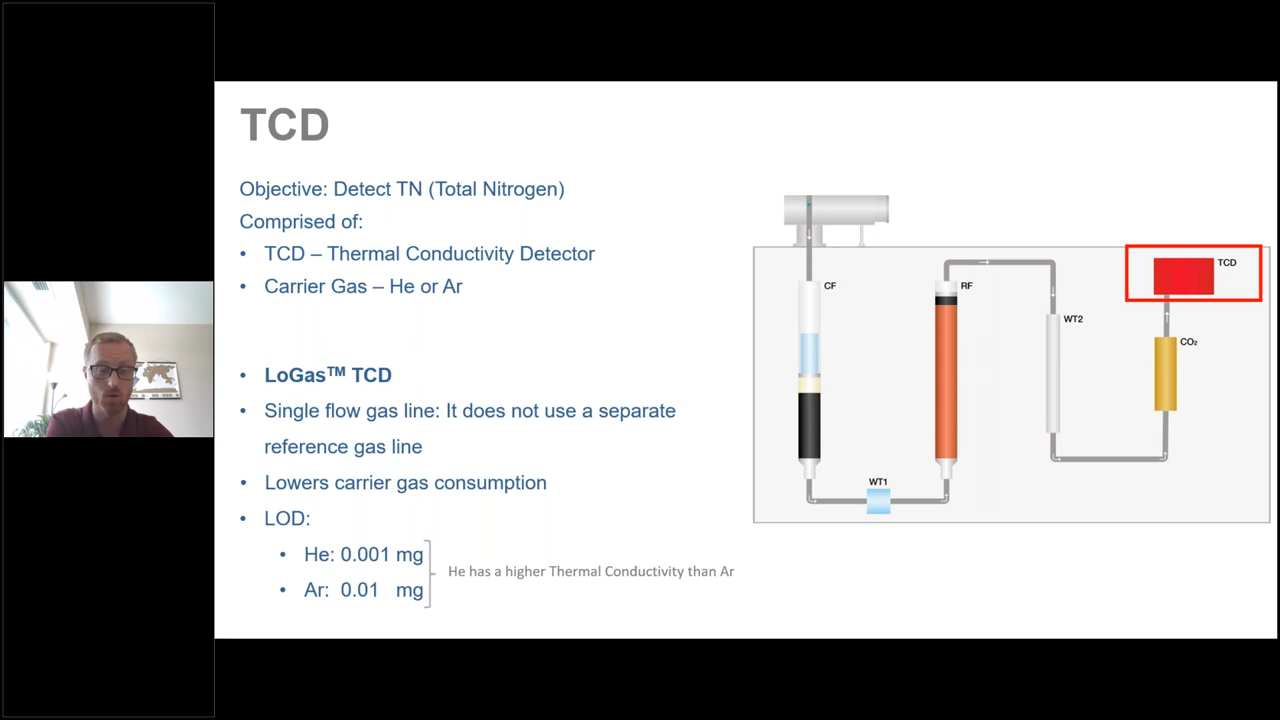 TCD
Objective: Detect TN (Total Nitrogen)
Comprised of:
• TCD – Thermal Conductivity Detector
• Carrier Gas – He or Ar
• LoGas™ TCD
• Single flow gas line: It does not use a separate
reference gas line
• Lowers carrier gas consumption
• LOD:
• He: 0.001 mg
• Ar: 0.01 mg
He has a higher Thermal Conductivity than Ar
CF
RF
TCD
WT2
CO₂
WT1